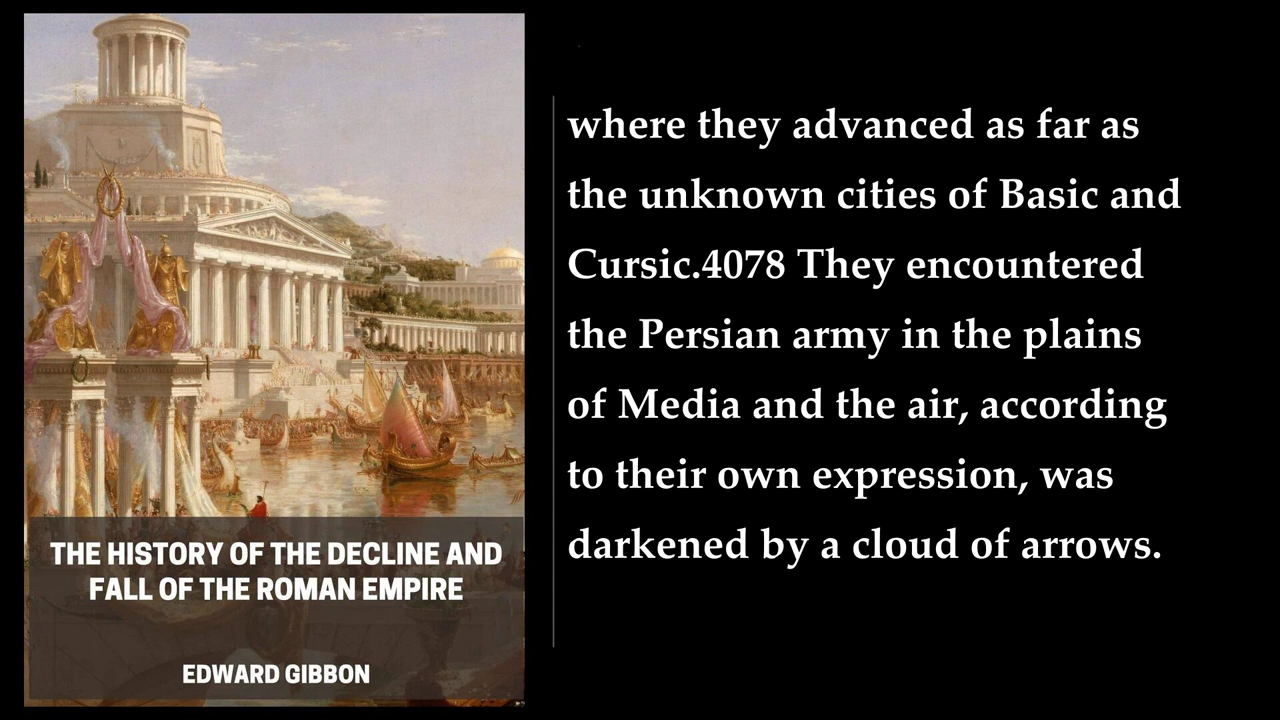 THE HISTORY OF THE DECLINE AND
FALL OF THE ROMAN EMPIRE
EDWARD GIBBON
where they advanced as far as
the unknown cities of Basic and
Cursic.4078 They encountered
the Persian army in the plains
of Media and the air, according
to their own expression, was
darkened by a cloud of arrows.